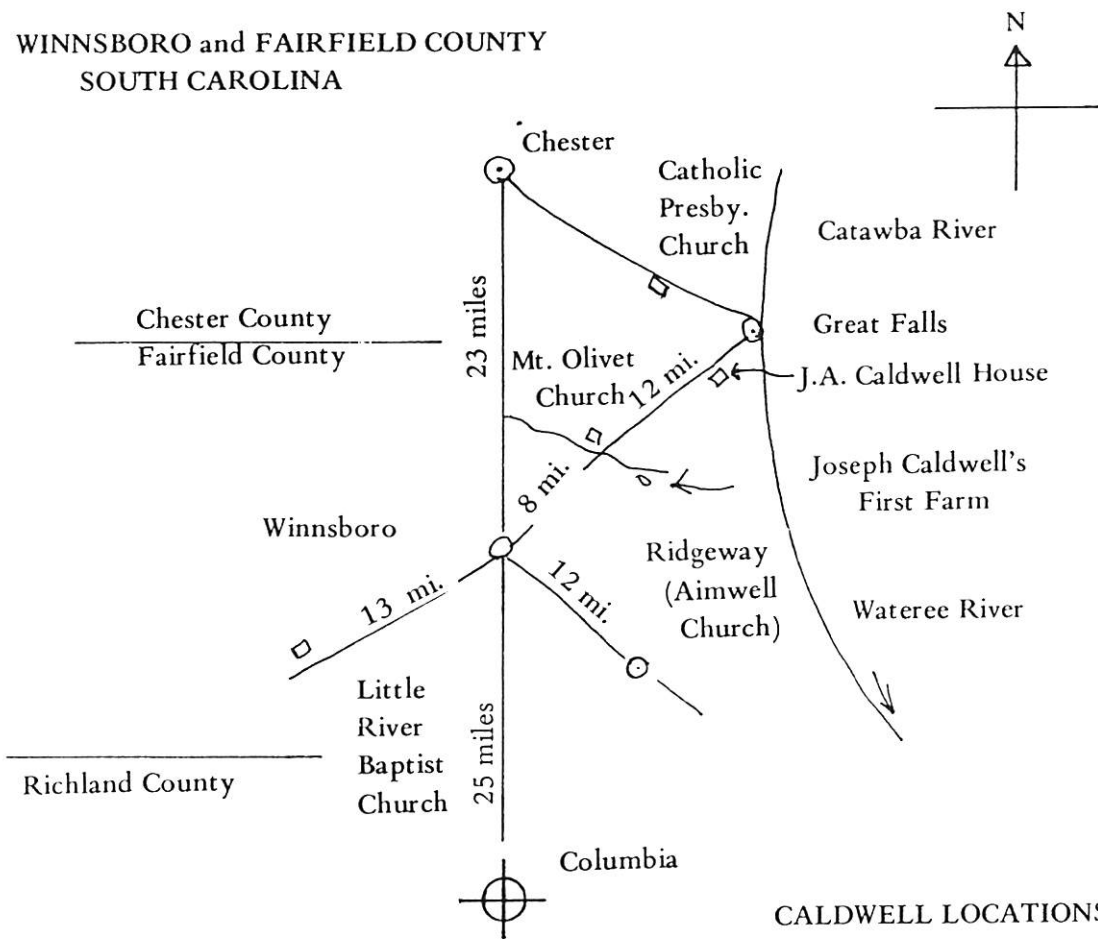 WINNSBORO and FAIRFIELD COUNTY
SOUTH CAROLINA
N
Chester
Catholic
Presby.
Church
Catawba River
23 miles
Chester County
Fairfield County
Great Falls
Mt. Olivet
Church
12 mi.
J.A. Caldwell House
8 mi.
Joseph Caldwell's
First Farm
Winnsboro
Ridgeway
(Aimwell
Church)
12 mi.
13 mi.
Wateree River
Little
River
Baptist
Church
25 miles
Richland County
Columbia
CALDWELL LOCATIONS